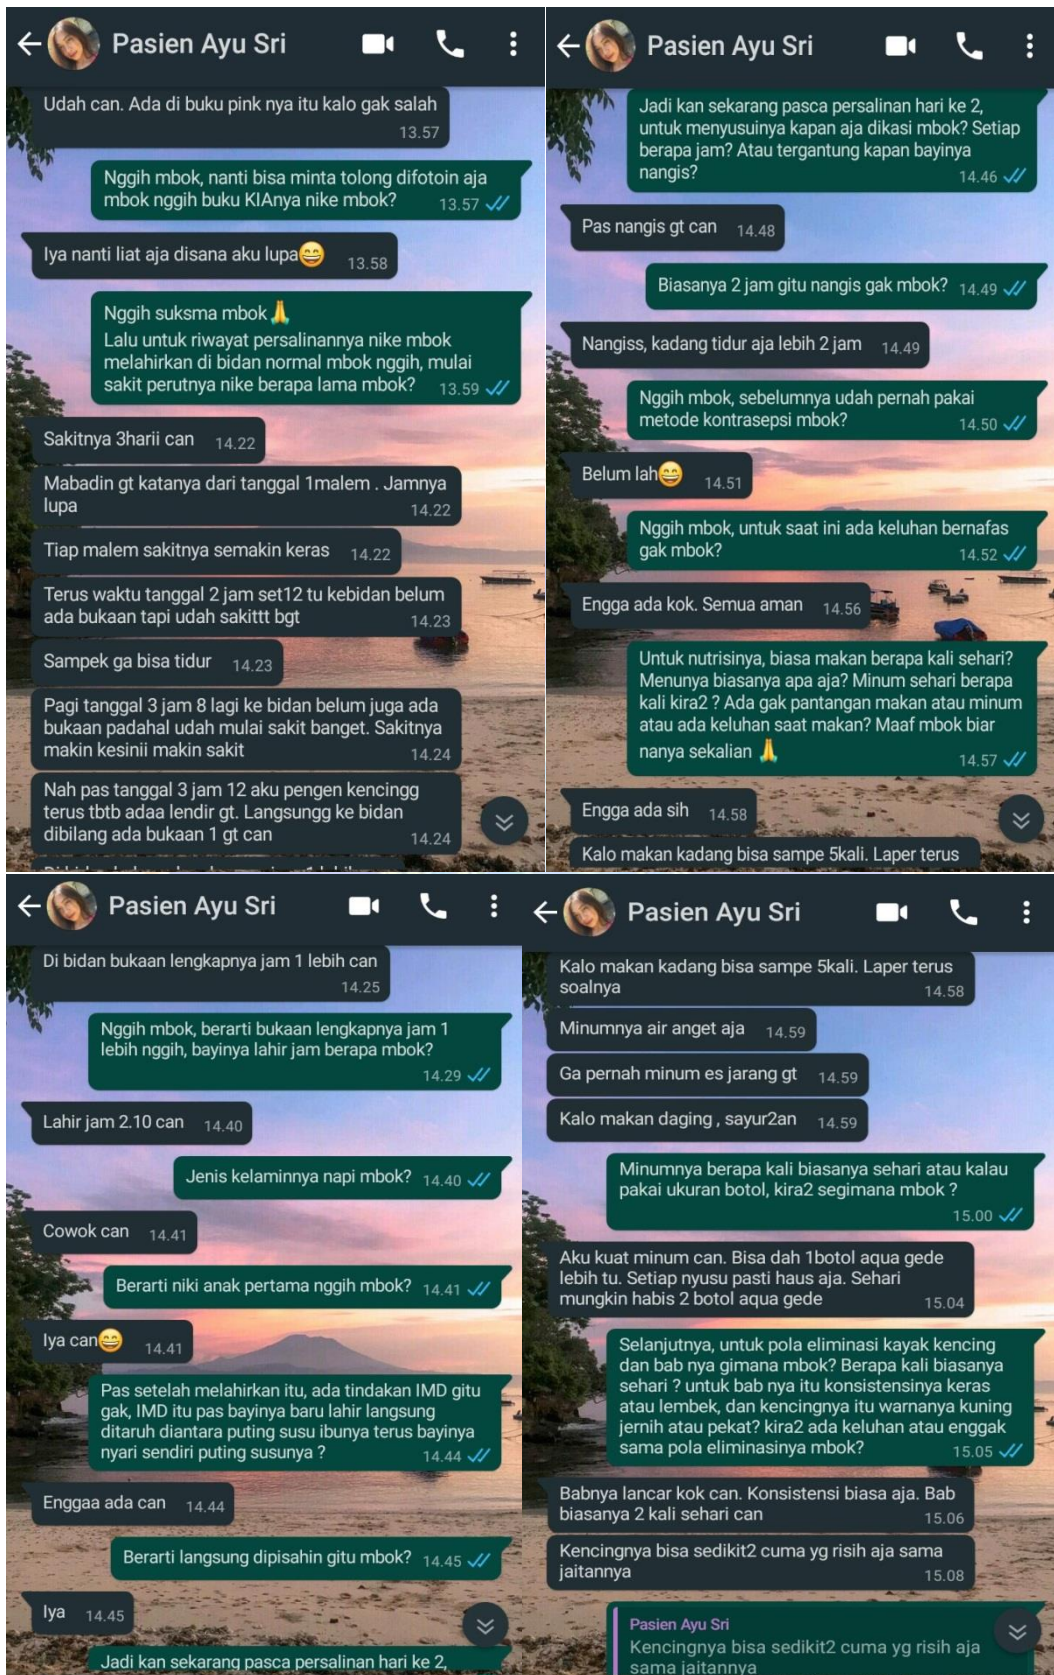 Pasien Ayu Sri
Udah can. Ada di buku pink nya itu kalo gak salah
13.57
Nggih mbok, nanti bisa minta tolong difotoin aja
mbok nggih buku KIAnya nike mbok? 13.57
Iya nanti liat aja disana aku lupa😄 13.58
Nggih suksma mbok🙏
Lalu untuk riwayat persalinannya nike mbok
melahirkan di bidan normal mbok nggih, mulai
sakit perutnya nike berapa lama mbok? 13.59
Sakitnya 3harii can 14.22
Mabadin gt katanya dari tanggal 1malem . Jamnya
lupa 14.22
Tiap malem sakitnya semakin keras 14.22
Terus waktu tanggal 2 jam set12 tu kebidan belum
ada bukaan tapi udah sakittt bgt 14.23
Sampek ga bisa tidur 14.23
Pagi tanggal 3 jam 8 lagi ke bidan belum juga ada
bukaan padahal udah mulai sakit banget. Sakitnya
makin kesinii makin sakit 14.24
Nah pas tanggal 3 jam 12 aku pengen kencingg
terus tbtb adaa lendir gt. Langsungg ke bidan
dibilang ada bukaan 1 gt can 14.24
Pasien Ayu Sri
Jadi kan sekarang pasca persalinan hari ke 2,
untuk menyusuinya kapan aja dikasi mbok? Setiap
berapa jam? Atau tergantung kapan bayinya
nangis? 14.46
Pas nangis gt can 14.48
Biasanya 2 jam gitu nangis gak mbok? 14.49
Nangiss, kadang tidur aja lebih 2 jam 14.49
Nggih mbok, sebelumnya udah pernah pakai
metode kontrasepsi mbok? 14.50
Belum lah😄 14.51
Nggih mbok, untuk saat ini ada keluhan bernafas
gak mbok? 14.52
Engga ada kok. Semua aman 14.56
Untuk nutrisinya, biasa makan berapa kali sehari?
Menunya biasanya apa aja? Minum sehari berapa
kali kira2 ? Ada gak pantangan makan atau minum
atau ada keluhan saat makan? Maaf mbok biar
nanya sekalian 🙏 14.57
Engga ada sih 14.58
Kalo makan kadang bisa sampe 5kali. Laper terus
Pasien Ayu Sri
Di bidan bukaan lengkapnya jam 1 lebih can
14.25
Nggih mbok, berarti bukaan lengkapnya jam 1
lebih nggih, bayinya lahir jam berapa mbok?
14.29
Lahir jam 2.10 can 14.40
Jenis kelaminnya napi mbok? 14.40
Cowok can 14.41
Berarti niki anak pertama nggih mbok? 14.41
Iya can😄 14.41
Pas setelah melahirkan itu, ada tindakan IMD gitu
gak, IMD itu pas bayinya baru lahir langsung
ditaruh diantara puting susu ibunya terus bayinya
nyari sendiri puting susunya ? 14.44
Enggaa ada can 14.44
Berarti langsung dipisahin gitu mbok? 14.45
Iya 14.45
Jadi kan sekarang pasca persalinan hari ke 2,
Pasien Ayu Sri
Kalo makan kadang bisa sampe 5kali. Laper terus
soalnya 14.58
Minumnya air anget aja 14.59
Ga pernah minum es jarang gt 14.59
Kalo makan daging , sayur2an 14.59
Minumnya berapa kali biasanya sehari atau kalau
pakai ukuran botol, kira2 segimana mbok ?
15.00
Aku kuat minum can. Bisa dah 1botol aqua gede
lebih tu. Setiap nyusu pasti haus aja. Sehari
mungkin habis 2 botol aqua gede 15.04
Selanjutnya, untuk pola eliminasi kayak kencing
dan bab nya gimana mbok? Berapa kali biasanya
sehari ? untuk bab nya itu konsistensinya keras
atau lembek, dan kencingnya itu warnanya kuning
jernih atau pekat? kira2 ada keluhan atau enggak
sama pola eliminasinya mbok? 15.05
Babnya lancar kok can. Konsistensi biasa aja. Bab
biasanya 2 kali sehari can 15.06
Kencingnya bisa sedikit2 cuma yg risih aja sama
jaitannya 15.08
Pasien Ayu Sri
Kencingnya bisa sedikit2 cuma yg risih aja
sama jaitannya